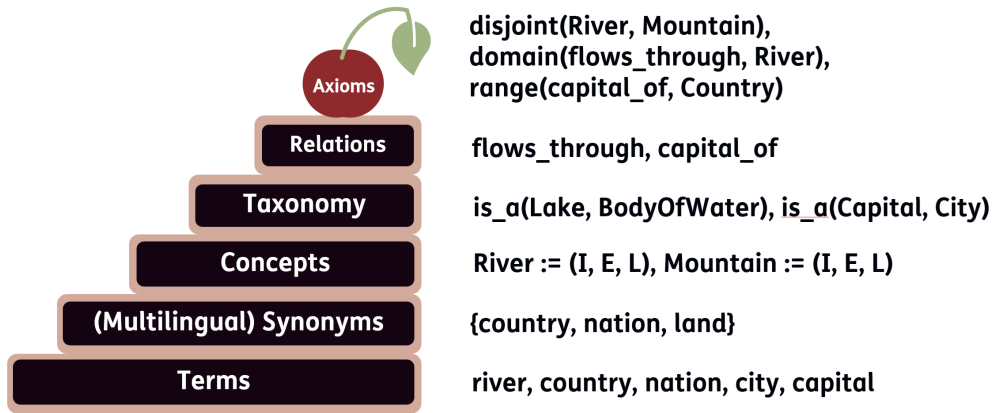 disjoint(River, Mountain),
domain(flows_through, River),
range(capital_of, Country)
Axioms
Relations
flows_through, capital_of
Taxonomy
is_a(Lake, BodyOfWater), is_a(Capital, City)
Concepts
River := (I, E, L), Mountain := (I, E, L)
(Multilingual) Synonyms
{country, nation, land}
Terms
river, country, nation, city, capital